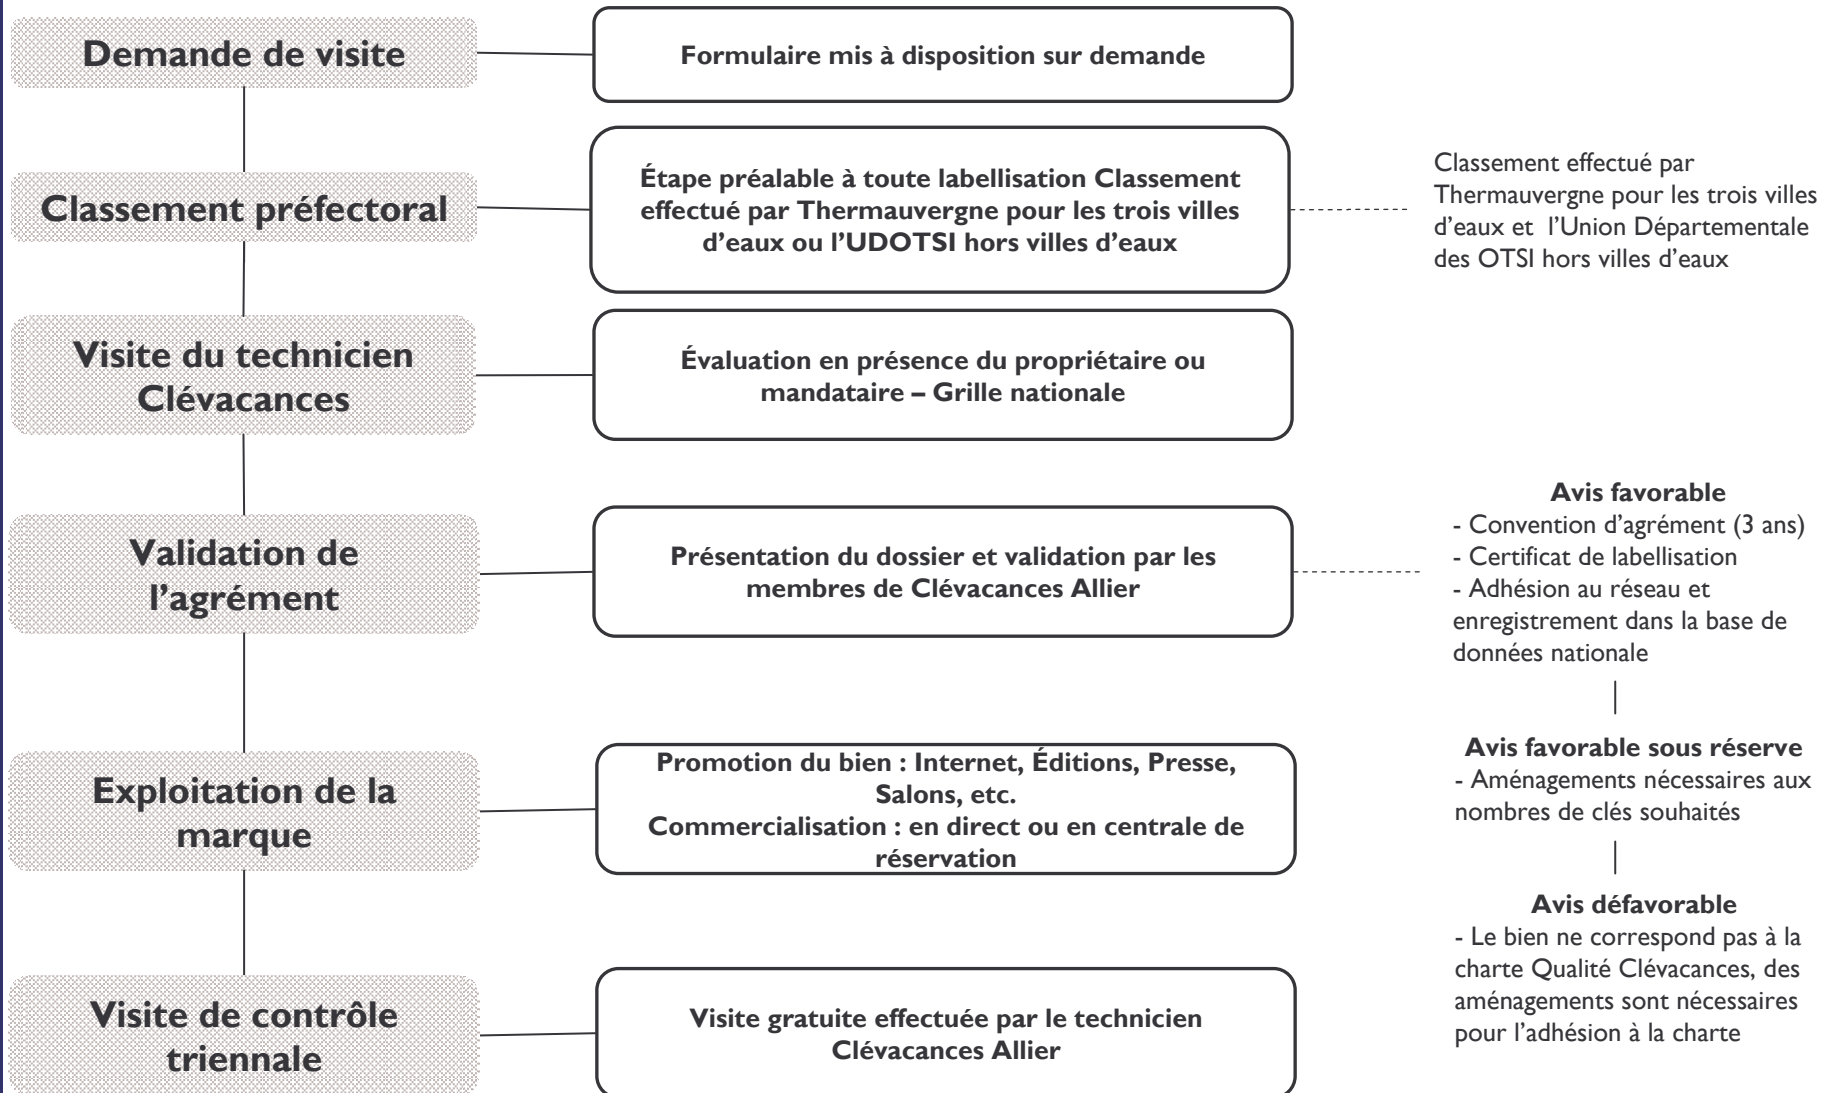 Demande de visite
Formulaire mis à disposition sur demande
Classement préfectoral
Étape préalable à toute labellisation Classement
effectué par Thermauvergne pour les trois villes
d'eaux ou l'UDOTSI hors villes d'eaux
Classement effectué par
Thermauvergne pour les trois villes
d'eaux et l'Union Départementale
des OTSI hors villes d'eaux
Visite du technicien
Clévacances
Évaluation en présence du propriétaire ou
mandataire – Grille nationale
Validation de
l'agrément
Présentation du dossier et validation par les
membres de Clévacances Allier
Avis favorable
- Convention d'agrément (3 ans)
- Certificat de labellisation
- Adhésion au réseau et
enregistrement dans la base de
données nationale
Avis favorable sous réserve
- Aménagements nécessaires aux
nombres de clés souhaités
Avis défavorable
- Le bien ne correspond pas à la
charte Qualité Clévacances, des
aménagements sont nécessaires
pour l'adhésion à la charte
Exploitation de la
marque
Promotion du bien : Internet, Éditions, Presse,
Salons, etc.
Commercialisation : en direct ou en centrale de
réservation
Visite de contrôle
triennale
Visite gratuite effectuée par le technicien
Clévacances Allier